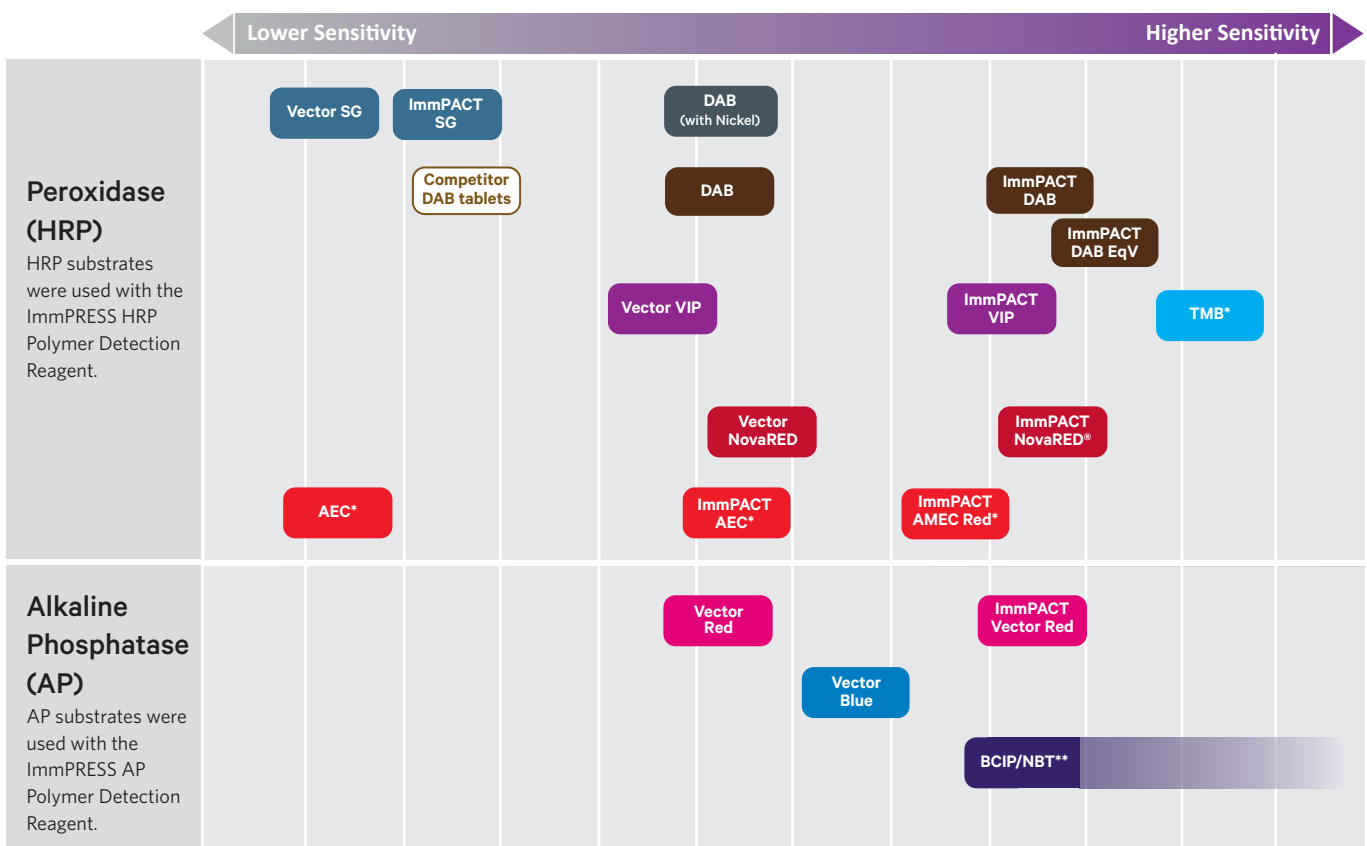 Lower Sensitivity
Higher Sensitivity
Peroxidase
(HRP)
HRP substrates
were used with the
ImmPRESS HRP
Polymer Detection
Reagent.
Vector SG
ImmPACT
SG
DAB
(with Nickel)
Competitor
DAB tablets
DAB
ImmPACT
DAB
ImmPACT
DAB EqV
Vector VIP
ImmPACT
VIP
TMB*
Vector
NovaRED
ImmPACT
NovaRED®
AEC*
ImmPACT
AEC*
ImmPACT
AMEC Red*
Alkaline
Phosphatase
(AP)
AP substrates were
used with the
ImmPRESS AP
Polymer Detection
Reagent.
Vector
Red
ImmPACT
Vector Red
Vector
Blue
BCIP/NBT**